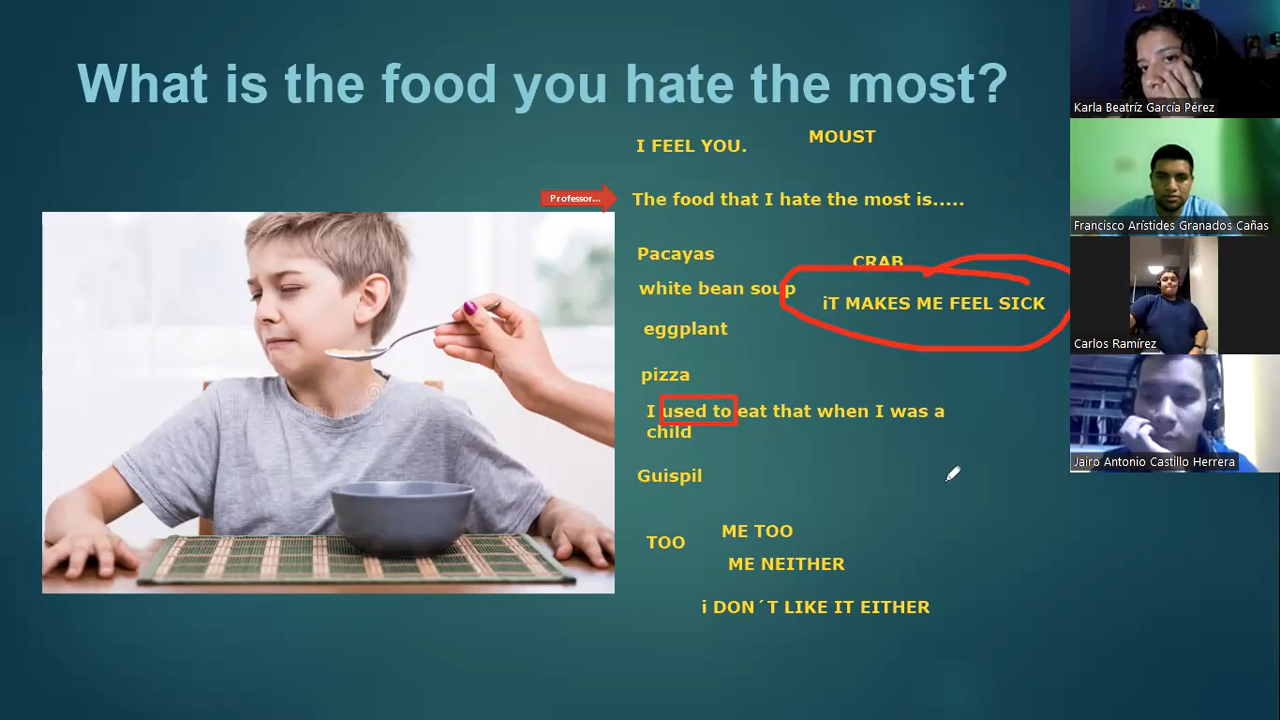 What is the food you hate the most?
I FEEL YOU.
MOUST
Professor...
The food that I hate the most is.....
Pacayas
CRAB
white bean soup
iT MAKES ME FEEL SICK
eggplant
pizza
I used to eat that when I was a
child
Guispil
TOO
ME TOO
ME NEITHER
i DON´T LIKE IT EITHER
Karla Beatríz García Pérez
Francisco Arístides Granados Cañas
Carlos Ramírez
Jairo Antonio Castillo Herrera